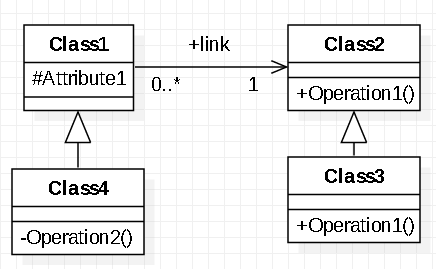 Class1
#Attribute1
+link
0..*
1
Class2
+Operation1()
Class4
-Operation2()
Class3
+Operation1()